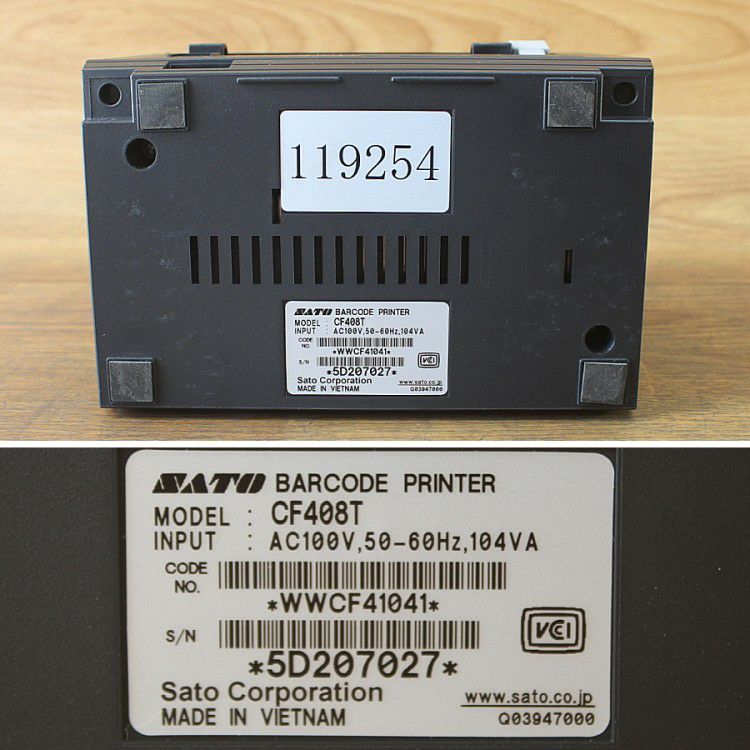 119254
SATO BARCODE PRINTER
MODEL : CF408T
INPUT : AC100V,50-60Hz,104VA
CODE NO.
*WWCF41041*
S/N
*5D207027*
VCCI
Sato Corporation www.sato.co.jp
MADE IN VIETNAM Q03947000
SATO BARCODE PRINTER
MODEL : CF408T
INPUT : AC100V,50-60Hz,104VA
CODE NO.
*WWCF41041*
S/N
*5D207027*
VCCI
Sato Corporation www.sato.co.jp
MADE IN VIETNAM Q03947000